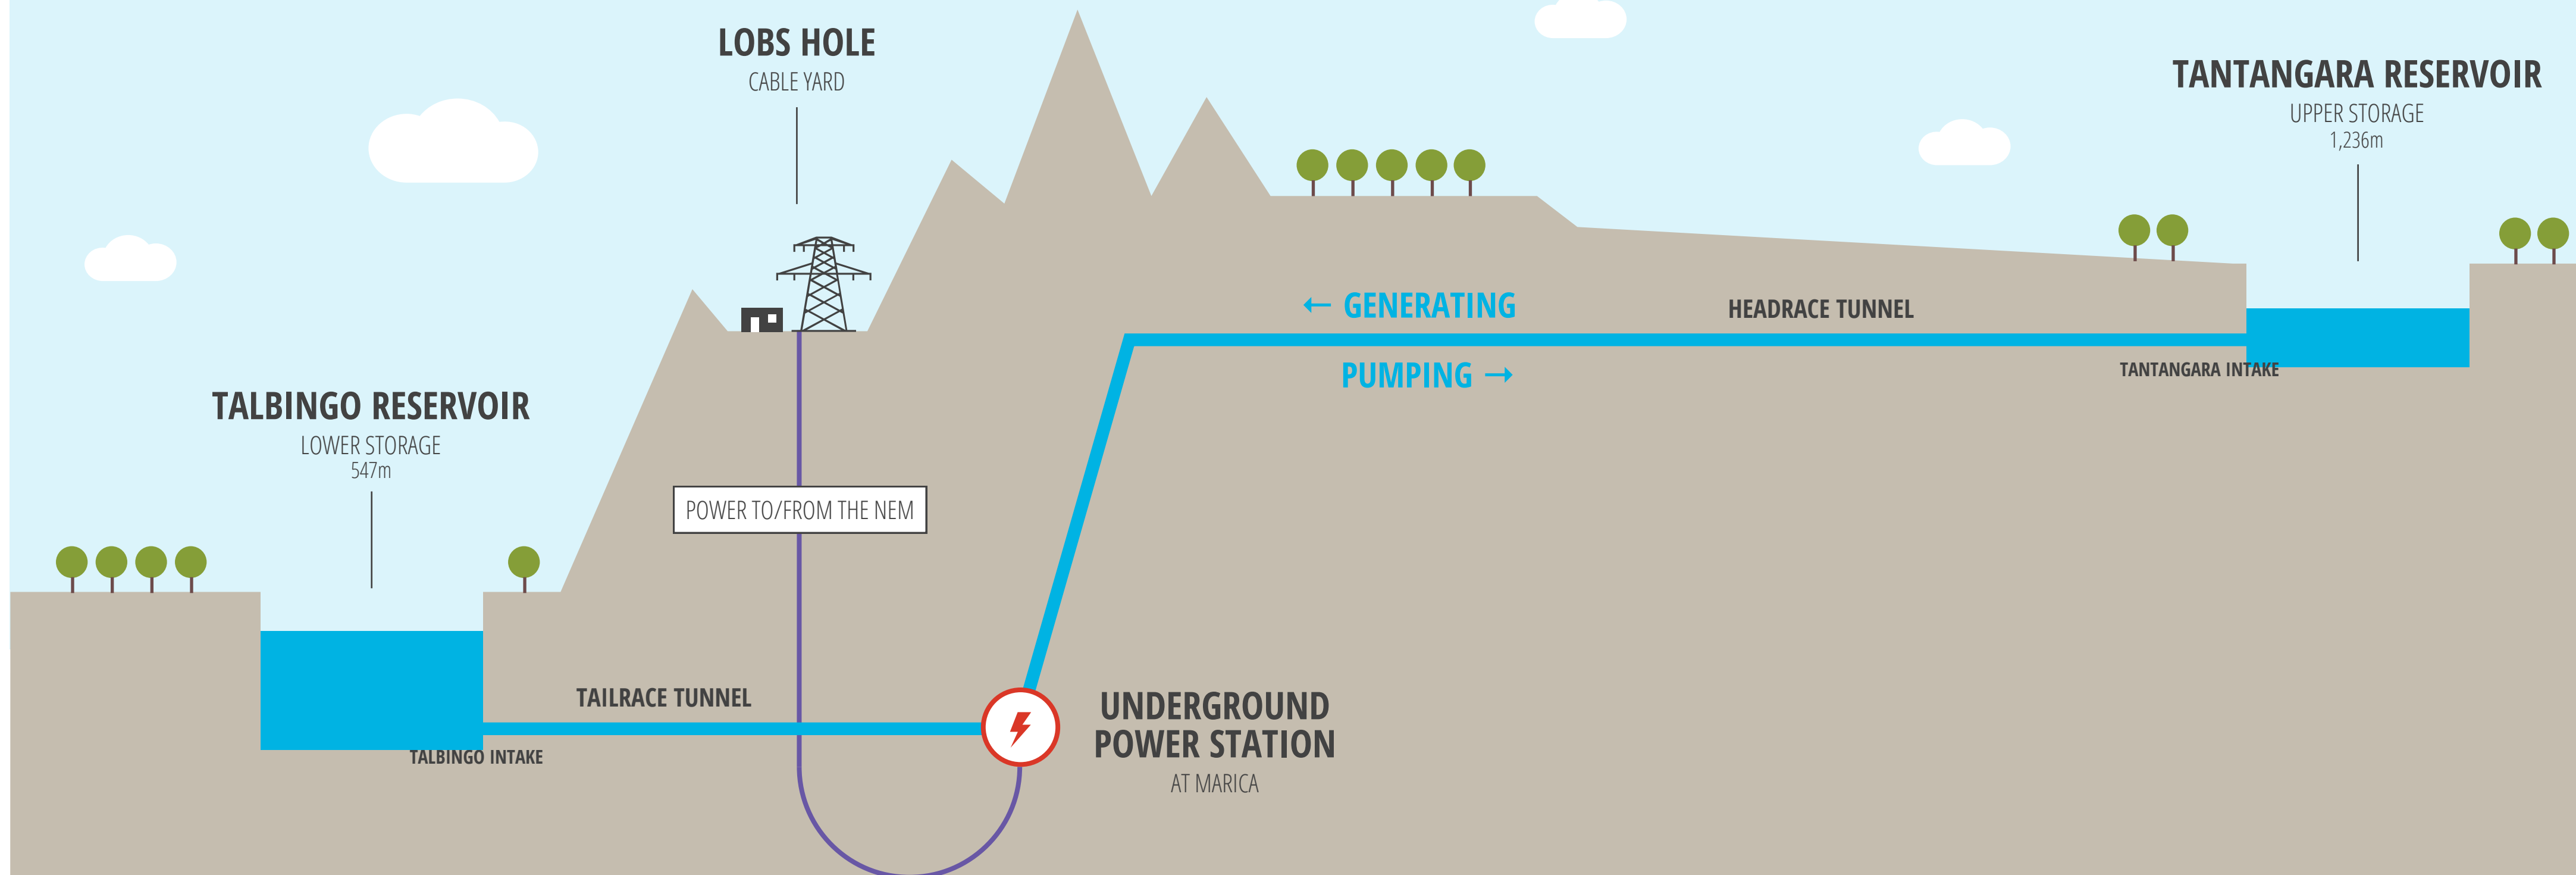 LOBS HOLE
CABLE YARD
TANTANGARA RESERVOIR
UPPER STORAGE
1,236m
← GENERATING
HEADRACE TUNNEL
PUMPING →
TANTANGARA INTAKE
TALBINGO RESERVOIR
LOWER STORAGE
547m
POWER TO/FROM THE NEM
TAILRACE TUNNEL
TALBINGO INTAKE
UNDERGROUND
POWER STATION
AT MARICA